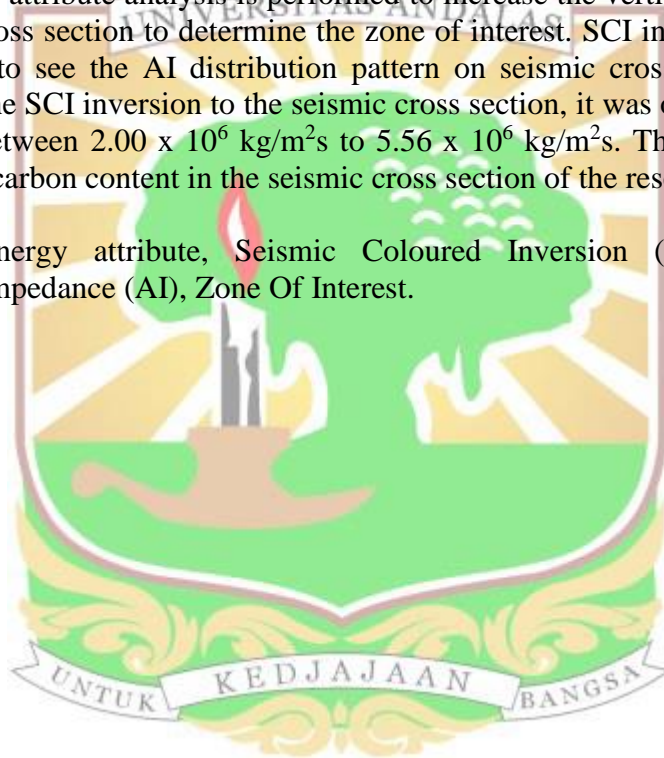 attribute analysis is performed to increase the verti
UNIVERSITAS ANDALAS
oss section to determine the zone of interest. SCI in
to see the AI distribution pattern on seismic cros
ne SCI inversion to the seismic cross section, it was o
etween 2.00 x 10⁶ kg/m²s to 5.56 x 10⁶ kg/m²s. Th
carbon content in the seismic cross section of the res
nergy attribute, Seismic Coloured Inversion (
mpedance (AI), Zone Of Interest.
UNTUK KEDJAJAAN BANGSA